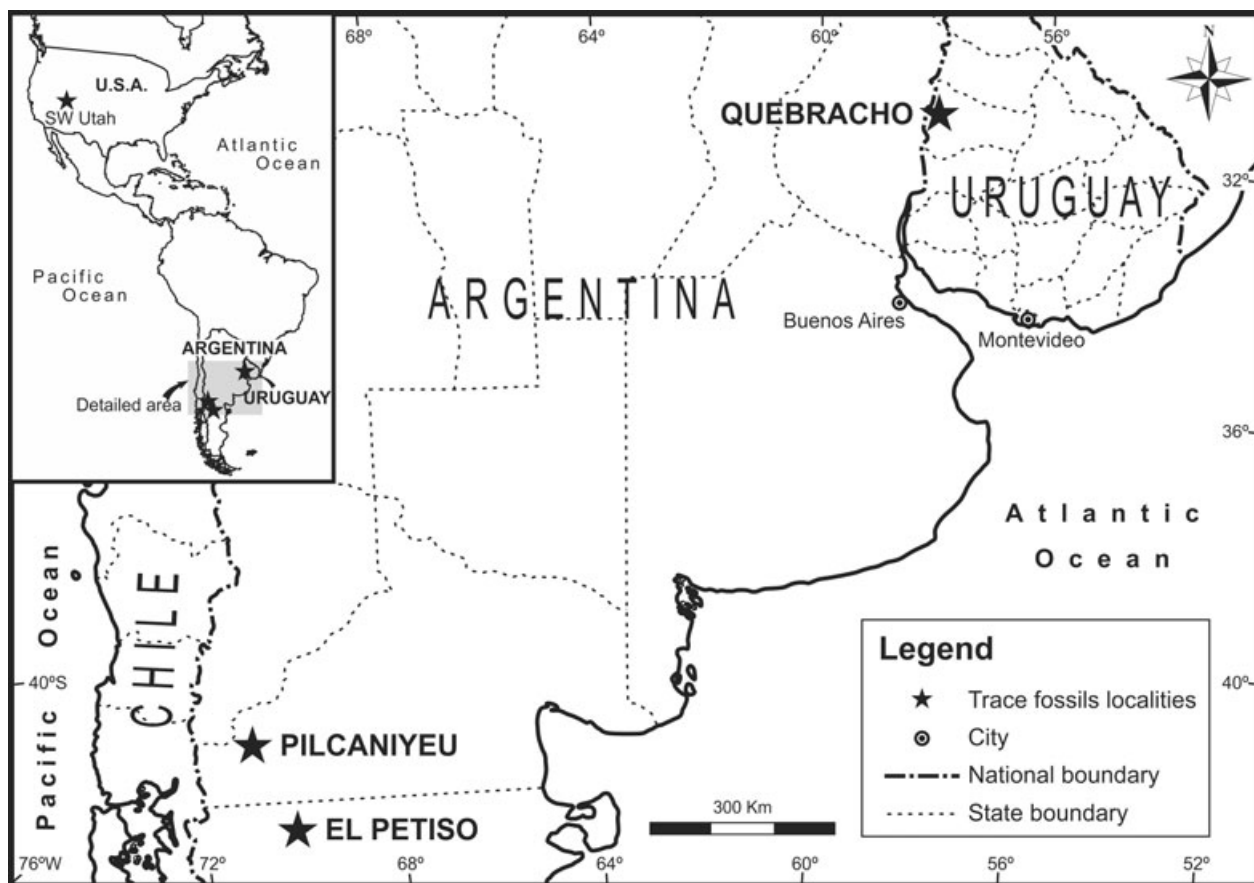 U.S.A.
SW Utah
Atlantic
Ocean
Pacific
Ocean
ARGENTINA
URUGUAY
Detailed area
68º
64º
60º
56º
N
QUEBRACHO
32º
URUGUAY
ARGENTINA
Buenos Aires
Montevideo
36º
Atlantic
Ocean
CHILE
Pacific Ocean
40ºS
40º
PILCANIYEU
EL PETISO
300 Km
Legend
Trace fossils localities
City
National boundary
State boundary
76ºW
72º
68º
64º
60º
56º
52º